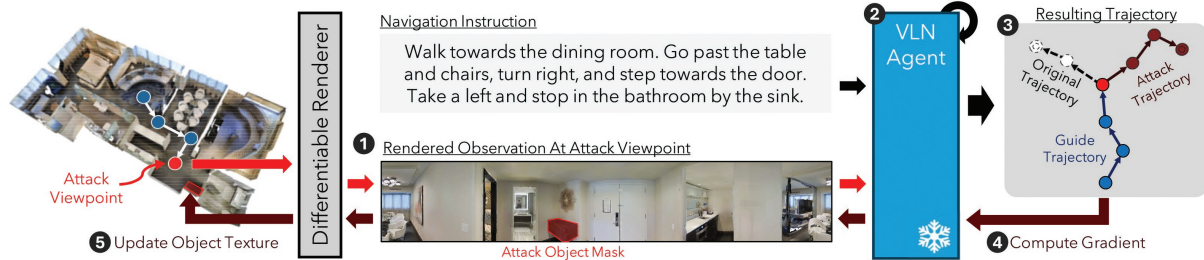 Navigation Instruction
Walk towards the dining room. Go past the table
and chairs, turn right, and step towards the door.
Take a left and stop in the bathroom by the sink.
Differentiable Renderer
1 Rendered Observation At Attack Viewpoint
Attack Object Mask
Attack
Viewpoint
5 Update Object Texture
2 VLN
Agent
3 Resulting Trajectory
Original
Trajectory
Attack
Trajectory
Guide
Trajectory
4 Compute Gradient